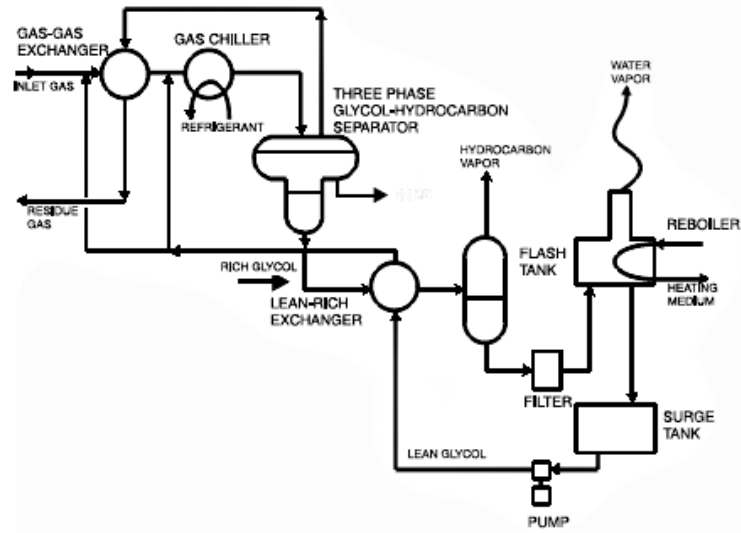 GAS-GAS
EXCHANGER
GAS CHILLER
INLET GAS
REFRIGERANT
THREE PHASE
GLYCOL-HYDROCARBON
SEPARATOR
WATER
VAPOR
HYDROCARBON
VAPOR
RESIDUE
GAS
REBOILER
RICH GLYCOL
LEAN-RICH
EXCHANGER
FLASH
TANK
HEATING
MEDIUM
FILTER
SURGE
TANK
LEAN GLYCOL
PUMP